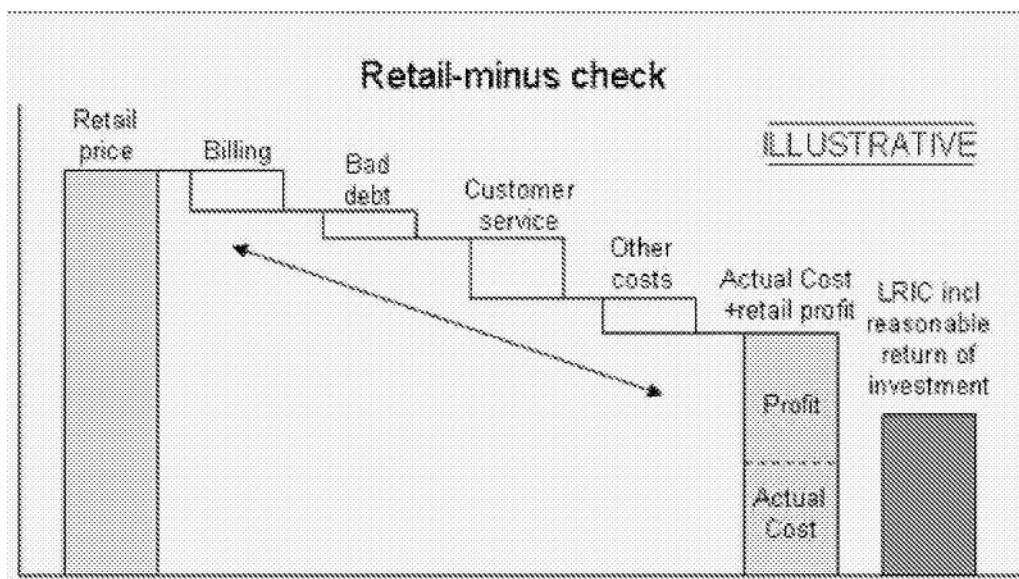 Retail-minus check
ILLUSTRATIVE
Retail
price
Billing
Bad
debt
Customer
service
Other
costs
Actual Cost
+retail profit
LRIC incl
reasonable
return of
investment
Profit
Actual
Cost